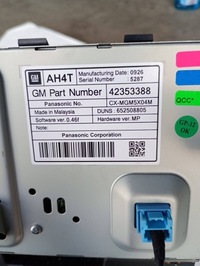 GM
AH4T
Manufacturing Date :0926
Serial Number : 5287
GM Part Number 42353388
Panasonic No. CX-MGM5X04M
Made in Malaysia DUNS 652508805
Software ver. 0.46f Hardware ver. MP
Panasonic Corporation
QCC
OK